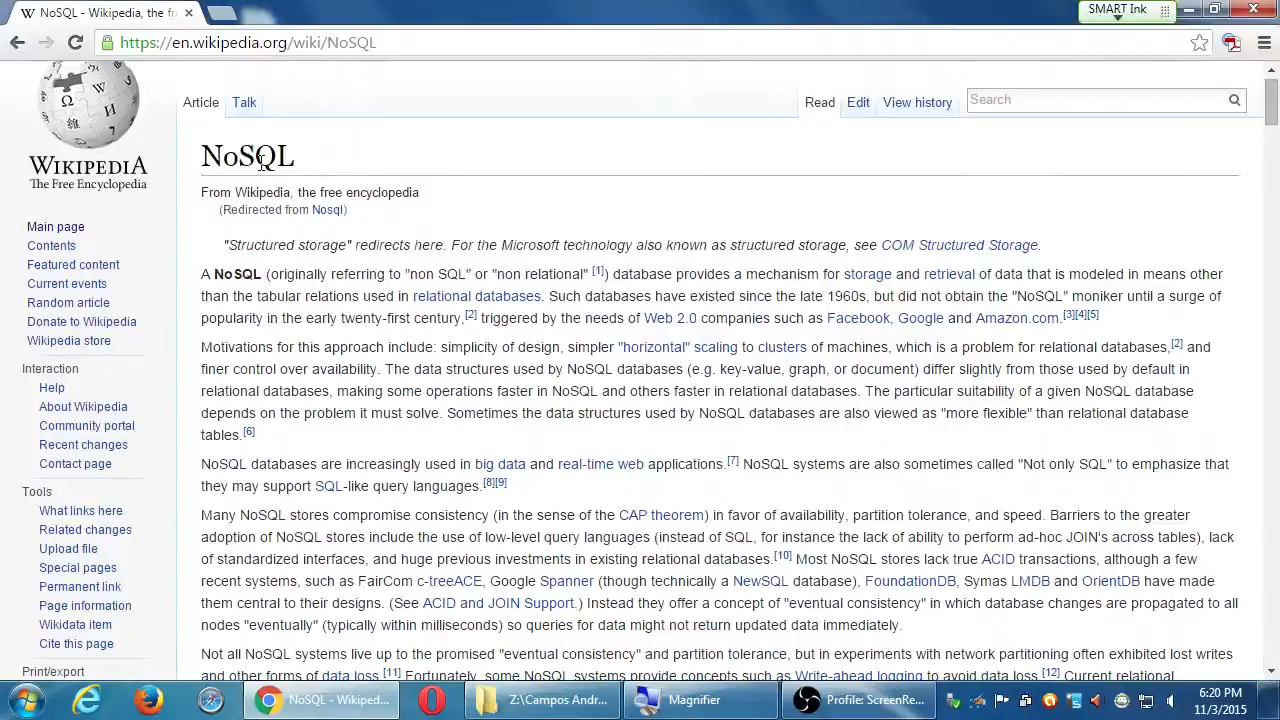 NoSQL - Wikipedia, the fr
SMART Ink
https://en.wikipedia.org/wiki/NoSQL
Article Talk Read Edit View history Search
WIKIPEDIA
The Free Encyclopedia
Main page
Contents
Featured content
Current events
Random article
Donate to Wikipedia
Wikipedia store
Interaction
Help
About Wikipedia
Community portal
Recent changes
Contact page
Tools
What links here
Related changes
Upload file
Special pages
Permanent link
Page information
Wikidata item
Cite this page
Print/export
NoSQL
From Wikipedia, the free encyclopedia
(Redirected from Nosql)
"Structured storage" redirects here. For the Microsoft technology also known as structured storage, see COM Structured Storage.
A NoSQL (originally referring to "non SQL" or "non relational" [1]) database provides a mechanism for storage and retrieval of data that is modeled in means other
than the tabular relations used in relational databases. Such databases have existed since the late 1960s, but did not obtain the "NoSQL" moniker until a surge of
popularity in the early twenty-first century,[2] triggered by the needs of Web 2.0 companies such as Facebook, Google and Amazon.com.[3][4][5]
Motivations for this approach include: simplicity of design, simpler "horizontal" scaling to clusters of machines, which is a problem for relational databases,[2] and
finer control over availability. The data structures used by NoSQL databases (e.g. key-value, graph, or document) differ slightly from those used by default in
relational databases, making some operations faster in NoSQL and others faster in relational databases. The particular suitability of a given NoSQL database
depends on the problem it must solve. Sometimes the data structures used by NoSQL databases are also viewed as "more flexible" than relational database
tables.[6]
NoSQL databases are increasingly used in big data and real-time web applications.[7] NoSQL systems are also sometimes called "Not only SQL" to emphasize that
they may support SQL-like query languages.[8][9]
Many NoSQL stores compromise consistency (in the sense of the CAP theorem) in favor of availability, partition tolerance, and speed. Barriers to the greater
adoption of NoSQL stores include the use of low-level query languages (instead of SQL, for instance the lack of ability to perform ad-hoc JOIN's across tables), lack
of standardized interfaces, and huge previous investments in existing relational databases.[10] Most NoSQL stores lack true ACID transactions, although a few
recent systems, such as FairCom c-treeACE, Google Spanner (though technically a NewSQL database), FoundationDB, Symas LMDB and OrientDB have made
them central to their designs. (See ACID and JOIN Support.) Instead they offer a concept of "eventual consistency" in which database changes are propagated to all
nodes "eventually" (typically within milliseconds) so queries for data might not return updated data immediately.
Not all NoSQL systems live up to the promised "eventual consistency" and partition tolerance, but in experiments with network partitioning often exhibited lost writes
and other forms of data loss.[11] Fortunately, some NoSQL systems provide concepts such as Write-ahead logging to avoid data loss.[12] Current relational
NoSQL - Wikiped...
Z:\Campos Andr...
Magnifier
Profile: ScreenRe...
6:20 PM
11/3/2015